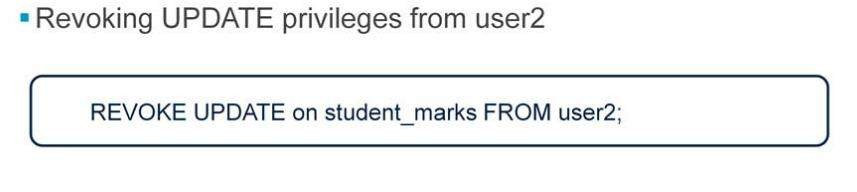 ▪ Revoking UPDATE privileges from user2
REVOKE UPDATE on student_marks FROM user2;